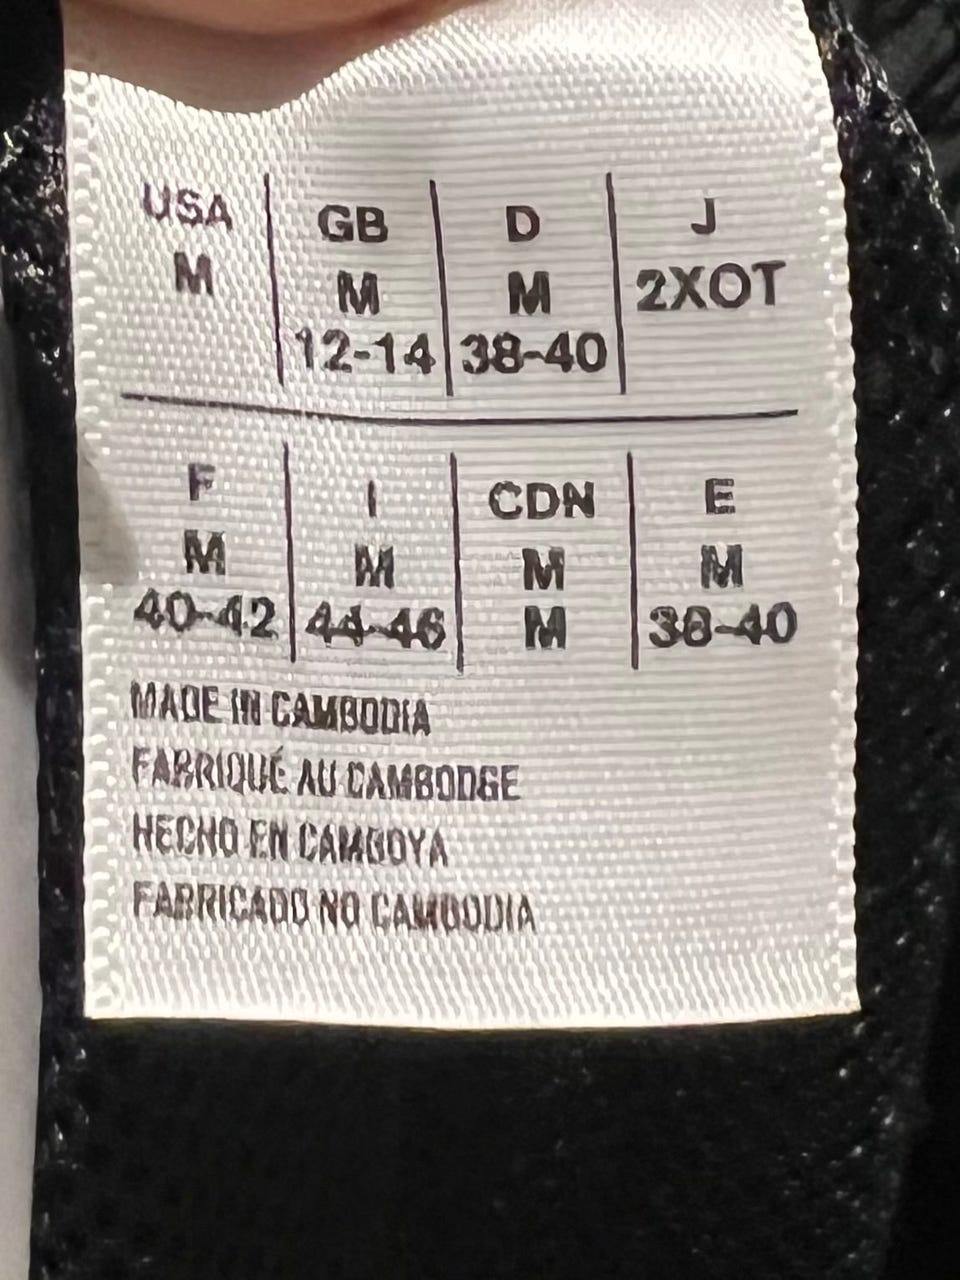 USA GB D J
M M M 2XOT
12-14 38-40
F I CDN E
M M M M
40-42 44-46 M 38-40
MADE IN CAMBODIA
FABRIQUÉ AU CAMBODGE
HECHO EN CAMBOYA
FABRICADO NO CAMBODIA